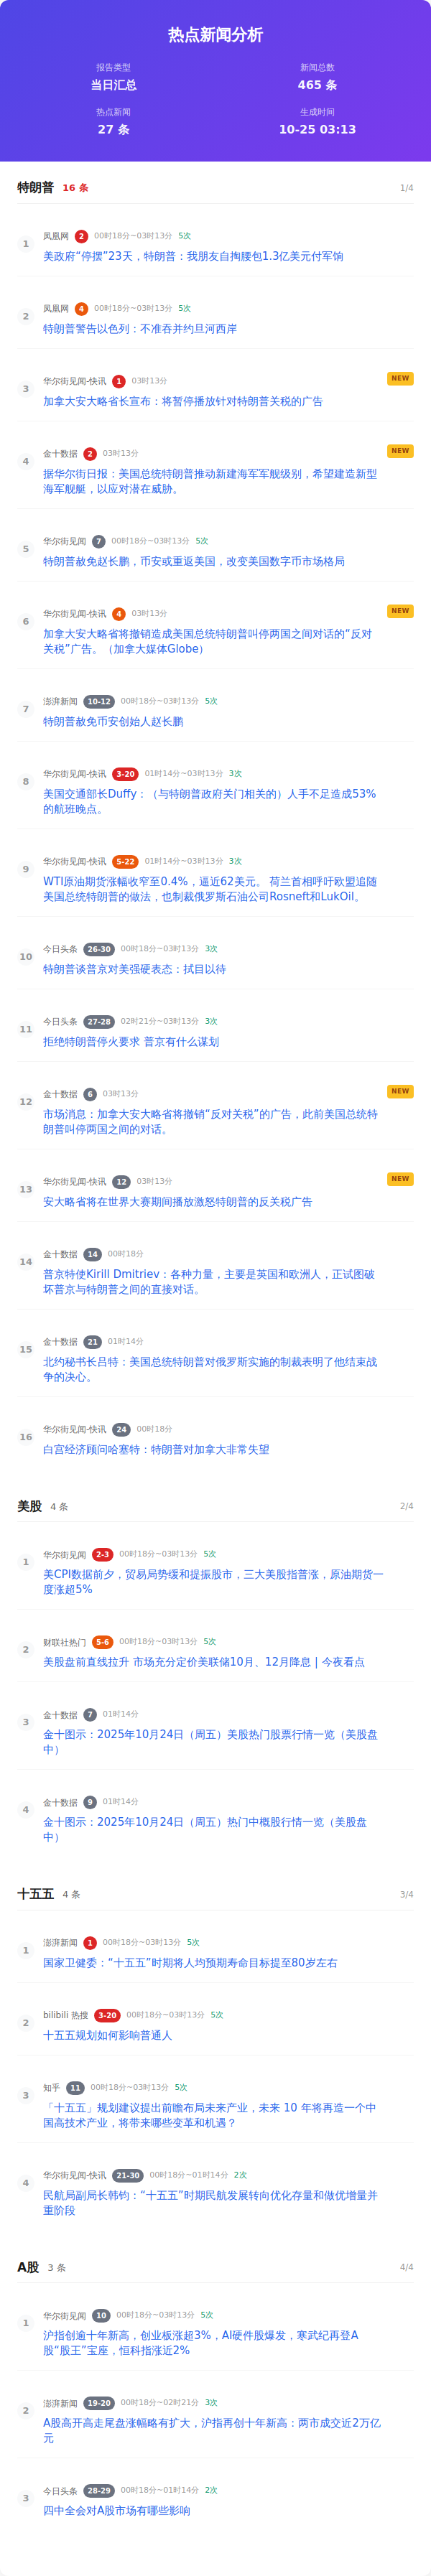 热点新闻分析
报告类型
当日汇总
新闻总数
465 条
热点新闻
27 条
生成时间
10-25 03:13
特朗普 16 条 1/4
1
凤凰网 2 00时18分~03时13分 5次
美政府“停摆”23天，特朗普：我朋友自掏腰包1.3亿美元付军饷
2
凤凰网 4 00时18分~03时13分 5次
特朗普警告以色列：不准吞并约旦河西岸
3
华尔街见闻-快讯 1 03时13分 NEW
加拿大安大略省长宣布：将暂停播放针对特朗普关税的广告
4
金十数据 2 03时13分 NEW
据华尔街日报：美国总统特朗普推动新建海军军舰级别，希望建造新型
海军舰艇，以应对潜在威胁。
5
华尔街见闻 7 00时18分~03时13分 5次
特朗普赦免赵长鹏，币安或重返美国，改变美国数字币市场格局
6
华尔街见闻-快讯 4 03时13分 NEW
加拿大安大略省将撤销造成美国总统特朗普叫停两国之间对话的“反对
关税”广告。（加拿大媒体Globe）
7
澎湃新闻 10-12 00时18分~03时13分 5次
特朗普赦免币安创始人赵长鹏
8
华尔街见闻-快讯 3-20 01时14分~03时13分 3次
美国交通部长Duffy：（与特朗普政府关门相关的）人手不足造成53%
的航班晚点。
9
华尔街见闻-快讯 5-22 01时14分~03时13分 3次
WTI原油期货涨幅收窄至0.4%，逼近62美元。 荷兰首相呼吁欧盟追随
美国总统特朗普的做法，也制裁俄罗斯石油公司Rosneft和LukOil。
10
今日头条 26-30 00时18分~03时13分 3次
特朗普谈普京对美强硬表态：拭目以待
11
今日头条 27-28 02时21分~03时13分 3次
拒绝特朗普停火要求 普京有什么谋划
12
金十数据 6 03时13分 NEW
市场消息：加拿大安大略省将撤销“反对关税”的广告，此前美国总统特
朗普叫停两国之间的对话。
13
华尔街见闻-快讯 12 03时13分 NEW
安大略省将在世界大赛期间播放激怒特朗普的反关税广告
14
金十数据 14 00时18分
普京特使Kirill Dmitriev：各种力量，主要是英国和欧洲人，正试图破
坏普京与特朗普之间的直接对话。
15
金十数据 21 01时14分
北约秘书长吕特：美国总统特朗普对俄罗斯实施的制裁表明了他结束战
争的决心。
16
华尔街见闻-快讯 24 00时18分
白宫经济顾问哈塞特：特朗普对加拿大非常失望
美股 4 条 2/4
1
华尔街见闻 2-3 00时18分~03时13分 5次
美CPI数据前夕，贸易局势缓和提振股市，三大美股指普涨，原油期货一
度涨超5%
2
财联社热门 5-6 00时18分~03时13分 5次
美股盘前直线拉升 市场充分定价美联储10月、12月降息 | 今夜看点
3
金十数据 7 01时14分
金十图示：2025年10月24日（周五）美股热门股票行情一览（美股盘
中）
4
金十数据 9 01时14分
金十图示：2025年10月24日（周五）热门中概股行情一览（美股盘
中）
十五五 4 条 3/4
1
澎湃新闻 1 00时18分~03时13分 5次
国家卫健委：“十五五”时期将人均预期寿命目标提至80岁左右
2
bilibili 热搜 3-20 00时18分~03时13分 5次
十五五规划如何影响普通人
3
知乎 11 00时18分~03时13分 5次
「十五五」规划建议提出前瞻布局未来产业，未来 10 年将再造一个中
国高技术产业，将带来哪些变革和机遇？
4
华尔街见闻-快讯 21-30 00时18分~01时14分 2次
民航局副局长韩钧：“十五五”时期民航发展转向优化存量和做优增量并
重阶段
A股 3 条 4/4
1
华尔街见闻 10 00时18分~03时13分 5次
沪指创逾十年新高，创业板涨超3%，AI硬件股爆发，寒武纪再登A
股“股王”宝座，恒科指涨近2%
2
澎湃新闻 19-20 00时18分~02时21分 3次
A股高开高走尾盘涨幅略有扩大，沪指再创十年新高：两市成交近2万亿
元
3
今日头条 28-29 00时18分~01时14分 2次
四中全会对A股市场有哪些影响